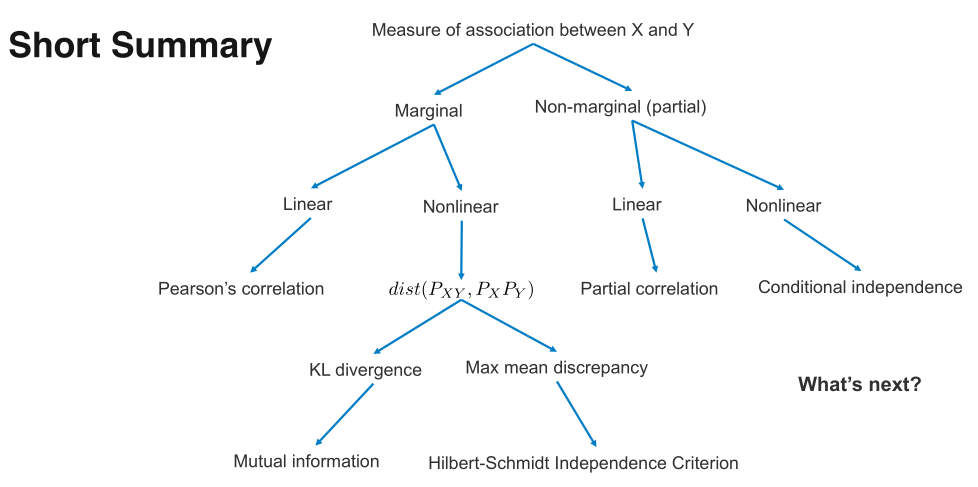 Short Summary
Measure of association between X and Y
Marginal
Non-marginal (partial)
Linear
Nonlinear
Linear
Nonlinear
Pearson's correlation
dist(P_{XY}, P_X P_Y)
Partial correlation
Conditional independence
KL divergence
Max mean discrepancy
What's next?
Mutual information
Hilbert-Schmidt Independence Criterion